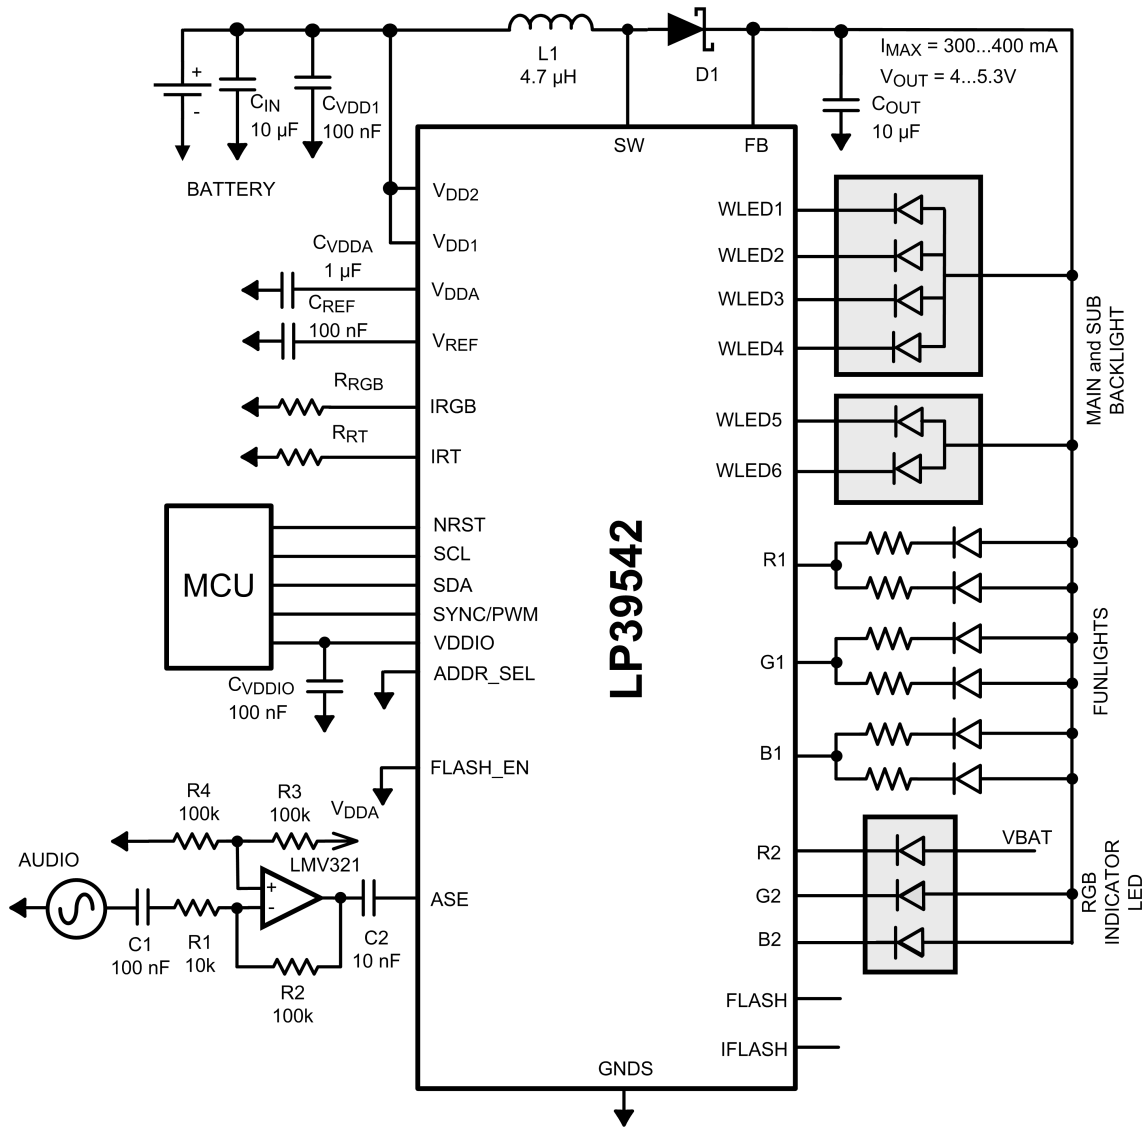 L1
4.7 µH
D1
IMAX = 300...400 mA
VOUT = 4...5.3V
+
-
CIN
10 µF
CVDD1
100 nF
COUT
10 µF
BATTERY
SW
FB
VDD2
VDD1
VDDA
VREF
IRGB
IRT
CVDDA
1 µF
CREF
100 nF
RRGB
RRT
WLED1
WLED2
WLED3
WLED4
WLED5
WLED6
MAIN and SUB
BACKLIGHT
MCU
NRST
SCL
SDA
SYNC/PWM
VDDIO
ADDR_SEL
CVDDIO
100 nF
LP39542
R1
G1
B1
FUNLIGHTS
FLASH_EN
R4
100k
R3
100k
VDDA
LMV321
AUDIO
+
-
C1
100 nF
R1
10k
R2
100k
C2
10 nF
ASE
R2
G2
B2
VBAT
RGB
INDICATOR
LED
FLASH
IFLASH
GNDS